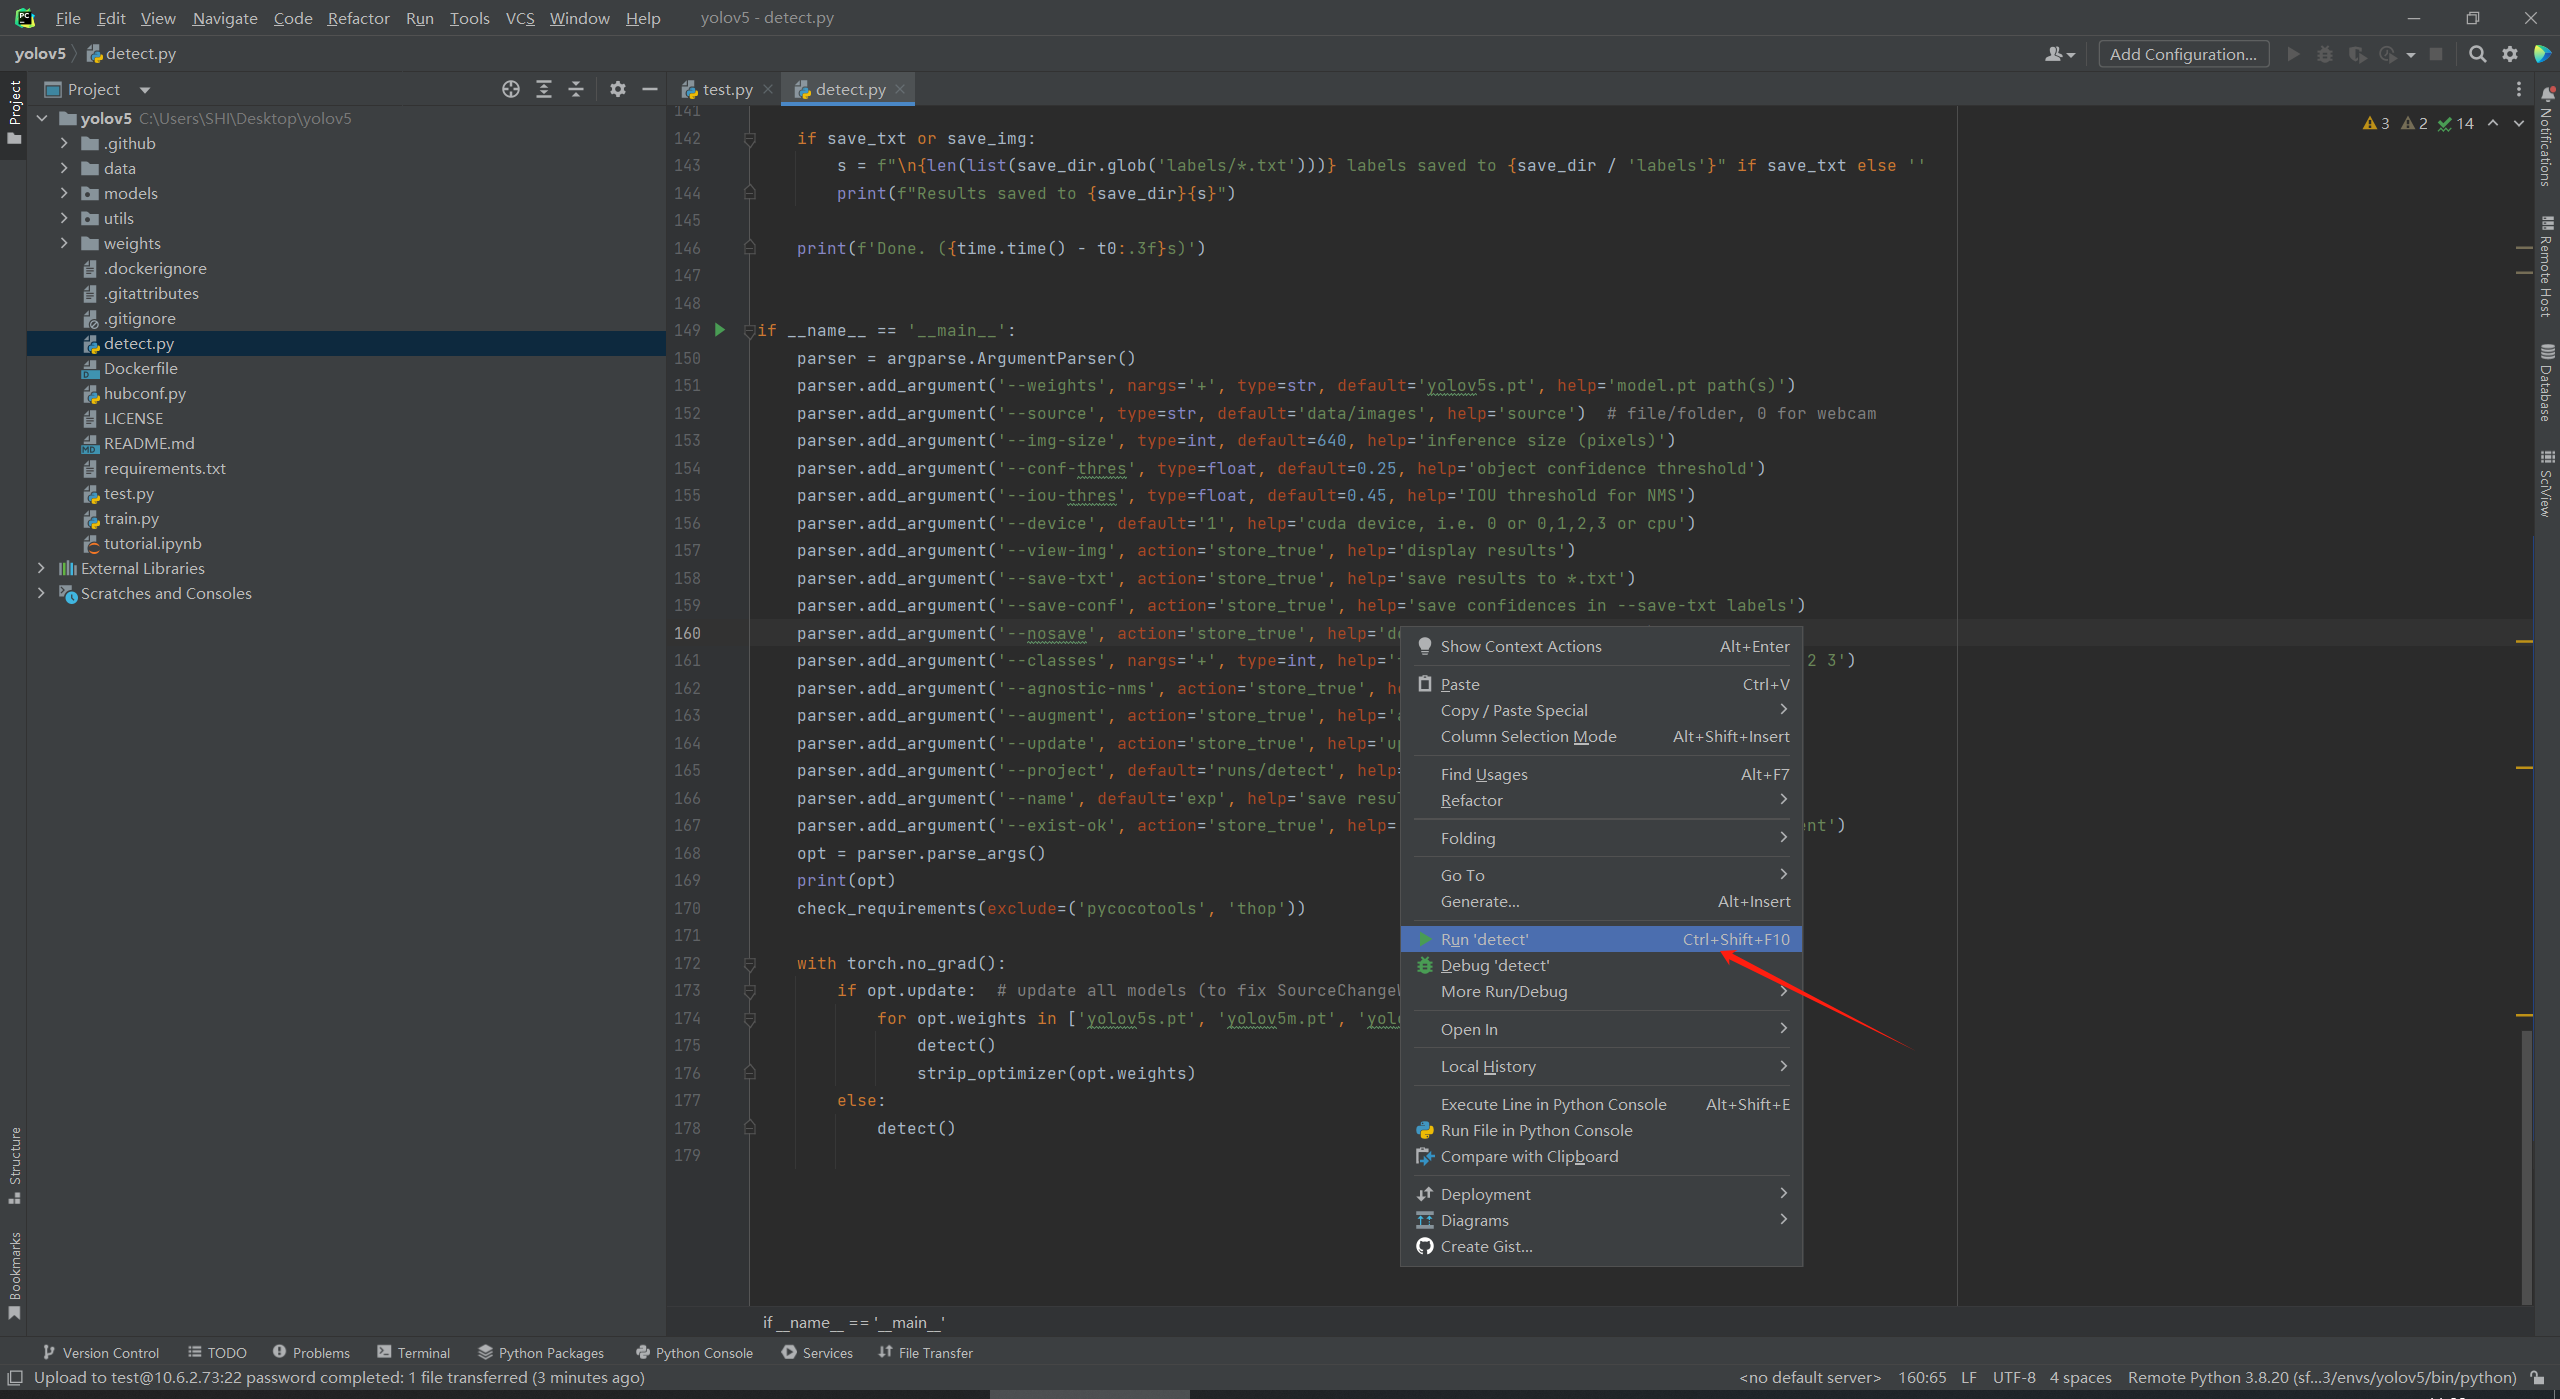 File Edit View Navigate Code Refactor Run Tools VCS Window Help yolov5 - detect.py
yolov5 detect.py Add Configuration...
Project
Project
yolov5 C:\Users\SHI\Desktop\yolov5
.github
data
models
utils
weights
.dockerignore
.gitattributes
.gitignore
detect.py
Dockerfile
hubconf.py
LICENSE
README.md
requirements.txt
test.py
train.py
tutorial.ipynb
External Libraries
Scratches and Consoles
Structure
Bookmarks
test.py detect.py
3 2 14
141
142 if save_txt or save_img:
143 s = f"\n{len(list(save_dir.glob('labels/*.txt')))} labels saved to {save_dir / 'labels'}" if save_txt else ''
144 print(f"Results saved to {save_dir}{s}")
145
146 print(f'Done. ({time.time() - t0:.3f}s)')
147
148
149 if __name__ == '__main__':
150 parser = argparse.ArgumentParser()
151 parser.add_argument('--weights', nargs='+', type=str, default='yolov5s.pt', help='model.pt path(s)')
152 parser.add_argument('--source', type=str, default='data/images', help='source')  # file/folder, 0 for webcam
153 parser.add_argument('--img-size', type=int, default=640, help='inference size (pixels)')
154 parser.add_argument('--conf-thres', type=float, default=0.25, help='object confidence threshold')
155 parser.add_argument('--iou-thres', type=float, default=0.45, help='IOU threshold for NMS')
156 parser.add_argument('--device', default='1', help='cuda device, i.e. 0 or 0,1,2,3 or cpu')
157 parser.add_argument('--view-img', action='store_true', help='display results')
158 parser.add_argument('--save-txt', action='store_true', help='save results to *.txt')
159 parser.add_argument('--save-conf', action='store_true', help='save confidences in --save-txt labels')
160 parser.add_argument('--nosave', action='store_true', help='d
161 parser.add_argument('--classes', nargs='+', type=int, help=' 2 3')
162 parser.add_argument('--agnostic-nms', action='store_true', h
163 parser.add_argument('--augment', action='store_true', help='a
164 parser.add_argument('--update', action='store_true', help='u
165 parser.add_argument('--project', default='runs/detect', help=
166 parser.add_argument('--name', default='exp', help='save resu
167 parser.add_argument('--exist-ok', action='store_true', help= nt')
168 opt = parser.parse_args()
169 print(opt)
170 check_requirements(exclude=('pycocotools', 'thop'))
171
172 with torch.no_grad():
173 if opt.update:  # update all models (to fix SourceChange
174 for opt.weights in ['yolov5s.pt', 'yolov5m.pt', 'yolo
175 detect()
176 strip_optimizer(opt.weights)
177 else:
178 detect()
179
Show Context Actions Alt+Enter
Paste Ctrl+V
Copy / Paste Special
Column Selection Mode Alt+Shift+Insert
Find Usages Alt+F7
Refactor
Folding
Go To
Generate... Alt+Insert
Run 'detect' Ctrl+Shift+F10
Debug 'detect'
More Run/Debug
Open In
Local History
Execute Line in Python Console Alt+Shift+E
Run File in Python Console
Compare with Clipboard
Deployment
Diagrams
Create Gist...
Notifications
Remote Host
Database
SciView
if __name__ == '__main__'
Version Control TODO Problems Terminal Python Packages Python Console Services File Transfer
Upload to test@10.6.2.73:22 password completed: 1 file transferred (3 minutes ago) <no default server> 160:65 LF UTF-8 4 spaces Remote Python 3.8.20 (sf...3/envs/yolov5/bin/python)